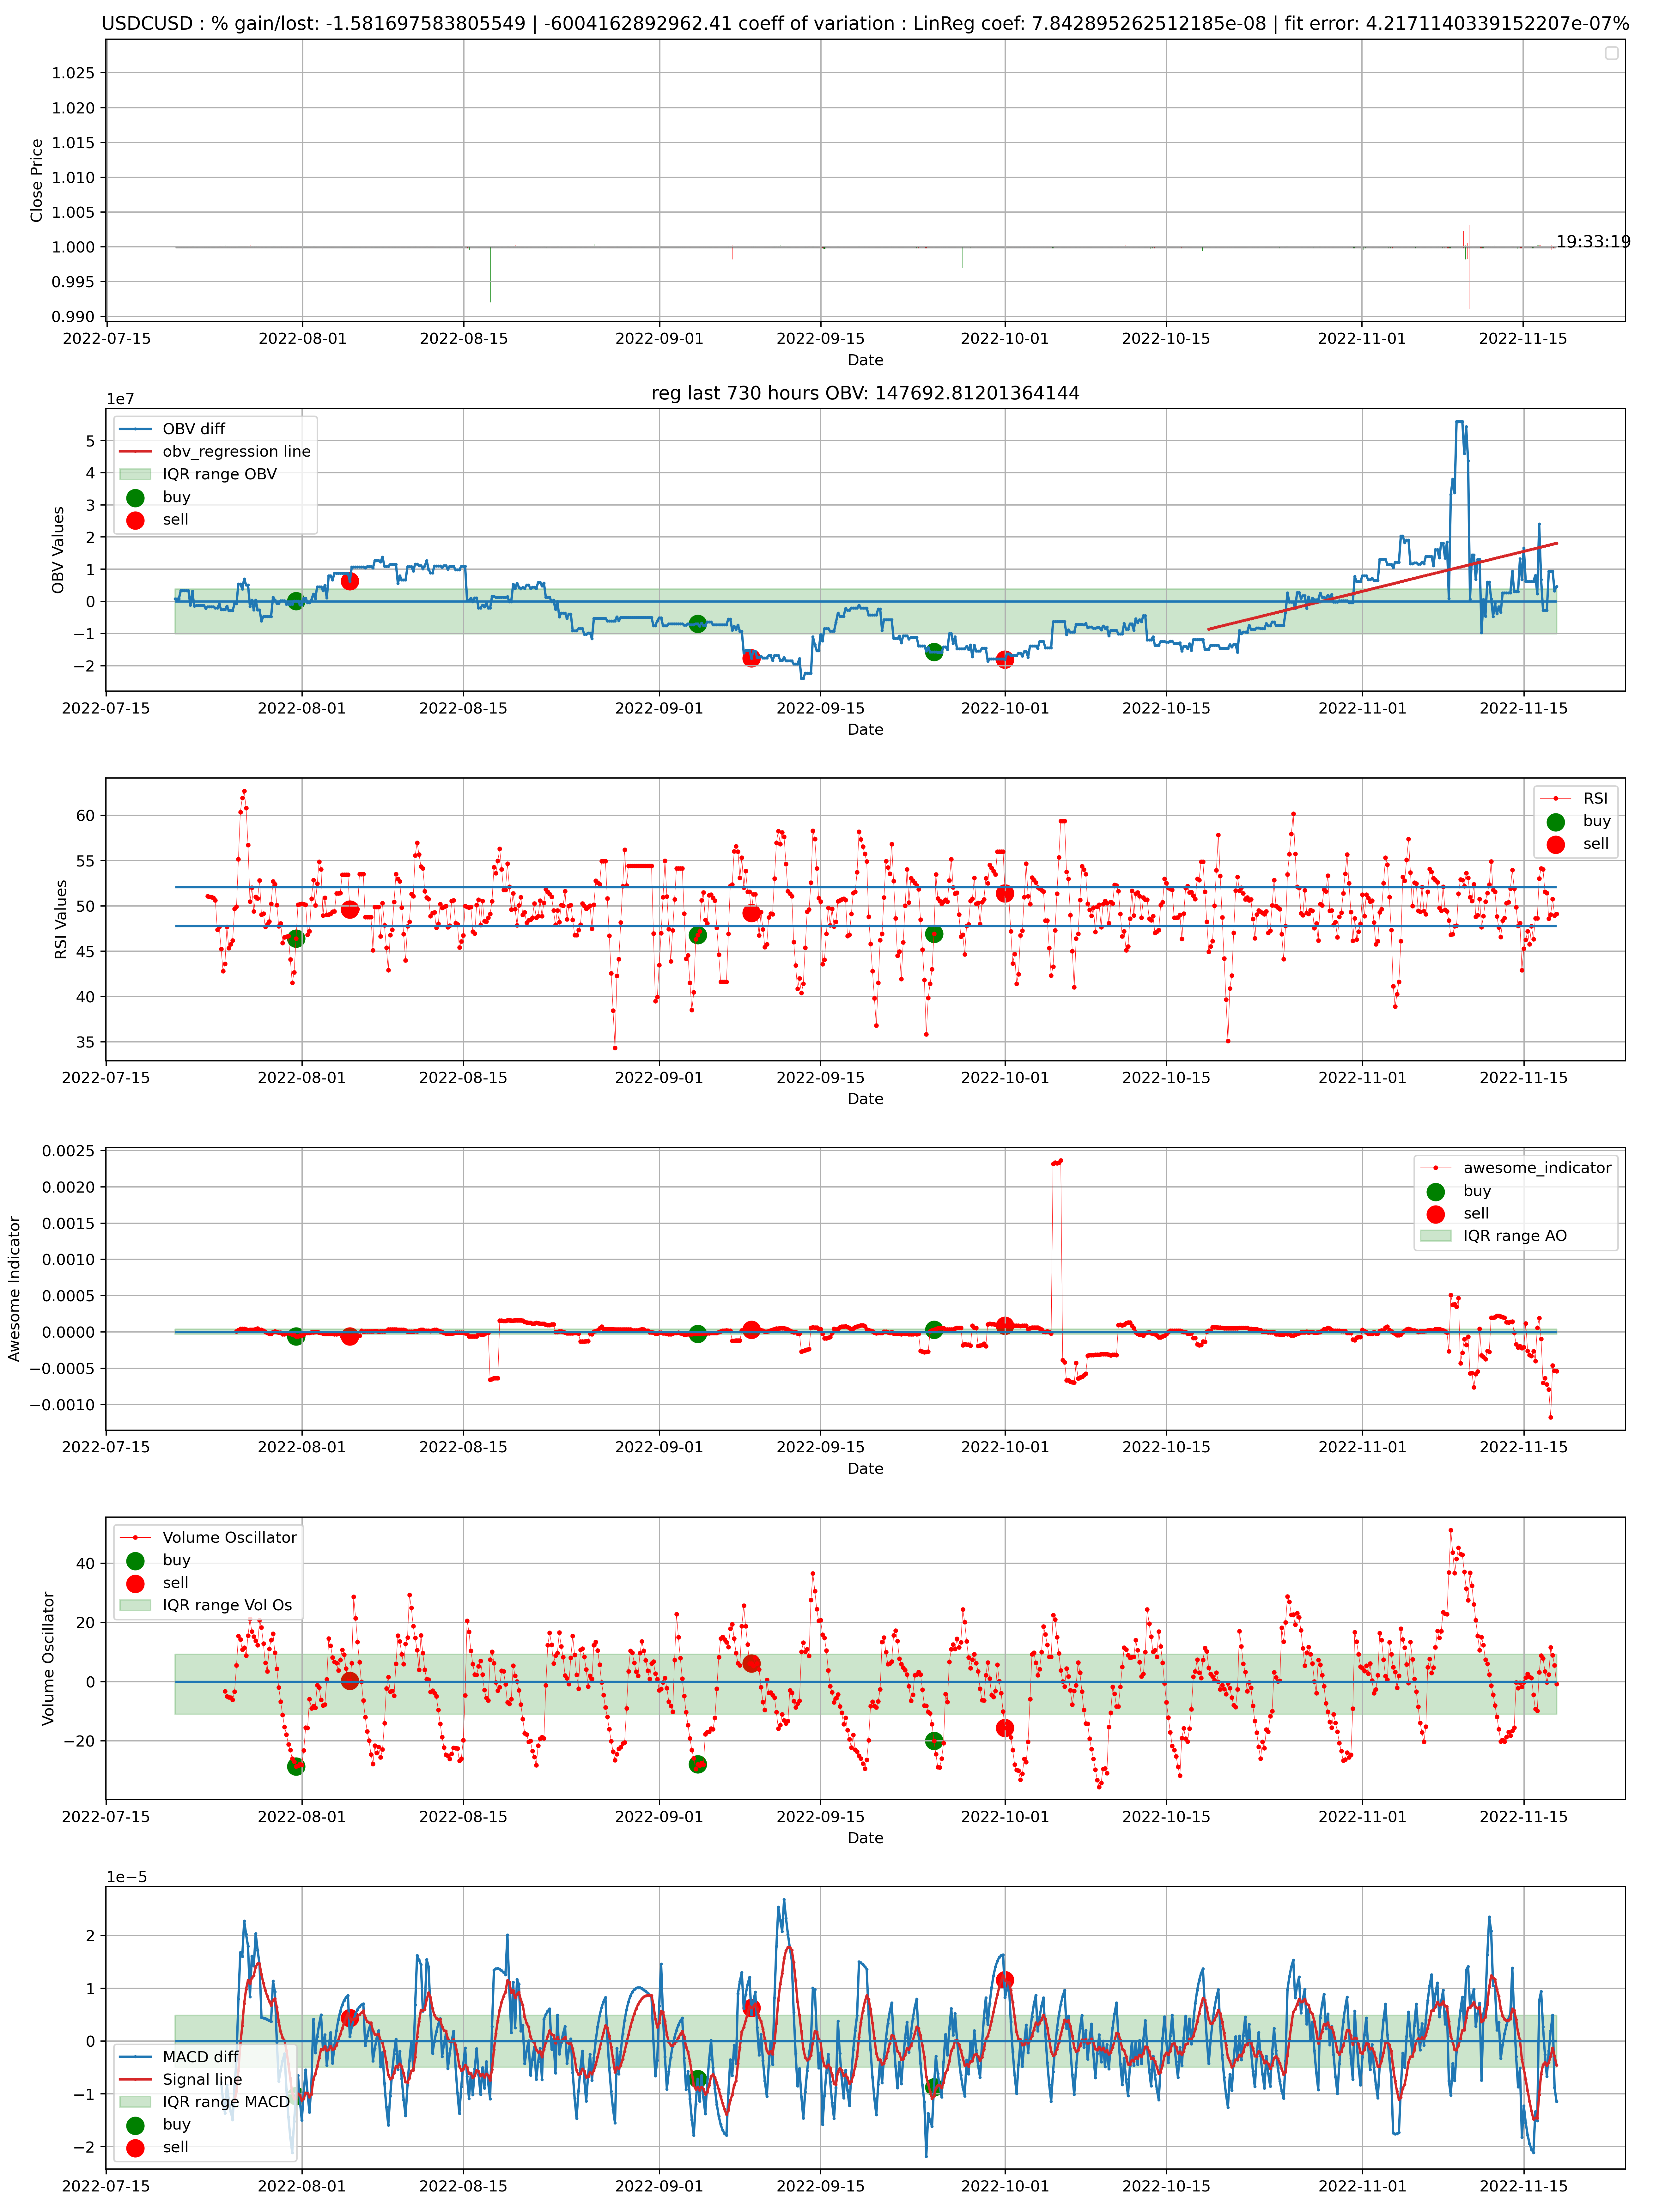 USDCUSD : % gain/lost: -1.581697583805549 | -6004162892962.41 coeff of variation : LinReg coef: 7.842895262512185e-08 | fit error: 4.2171140339152207e-07%
1.025
1.020
1.015
1.010
1.005
1.000
0.995
0.990
Close Price
19:33:19
2022-07-15 2022-08-01 2022-08-15 2022-09-01 2022-09-15 2022-10-01 2022-10-15 2022-11-01 2022-11-15
Date
reg last 730 hours OBV: 147692.81201364144
1e7
OBV diff
obv_regression line
IQR range OBV
buy
sell
5
4
3
2
1
0
−1
−2
OBV Values
2022-07-15 2022-08-01 2022-08-15 2022-09-01 2022-09-15 2022-10-01 2022-10-15 2022-11-01 2022-11-15
Date
RSI
buy
sell
60
55
50
45
40
35
RSI Values
2022-07-15 2022-08-01 2022-08-15 2022-09-01 2022-09-15 2022-10-01 2022-10-15 2022-11-01 2022-11-15
Date
awesome_indicator
buy
sell
IQR range AO
0.0025
0.0020
0.0015
0.0010
0.0005
0.0000
−0.0005
−0.0010
Awesome Indicator
2022-07-15 2022-08-01 2022-08-15 2022-09-01 2022-09-15 2022-10-01 2022-10-15 2022-11-01 2022-11-15
Date
Volume Oscillator
buy
sell
IQR range Vol Os
40
20
0
−20
Volume Oscillator
2022-07-15 2022-08-01 2022-08-15 2022-09-01 2022-09-15 2022-10-01 2022-10-15 2022-11-01 2022-11-15
Date
1e−5
2
1
0
−1
−2
MACD diff
Signal line
IQR range MACD
buy
sell
2022-07-15 2022-08-01 2022-08-15 2022-09-01 2022-09-15 2022-10-01 2022-10-15 2022-11-01 2022-11-15